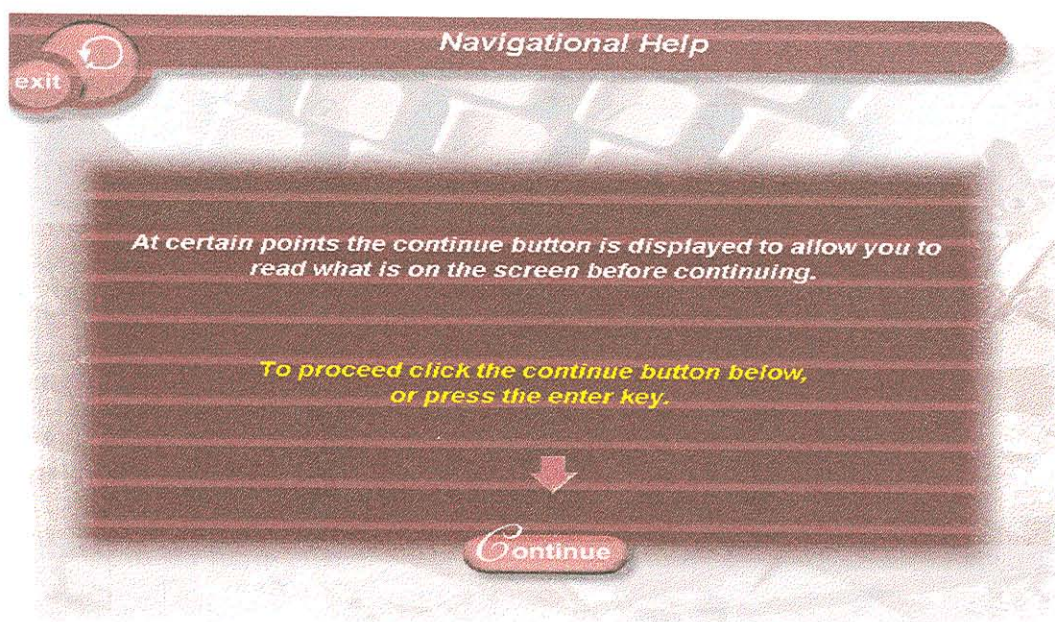 Navigational Help
exit
At certain points the continue button is displayed to allow you to
read what is on the screen before continuing.
To proceed click the continue button below,
or press the enter key.
Continue